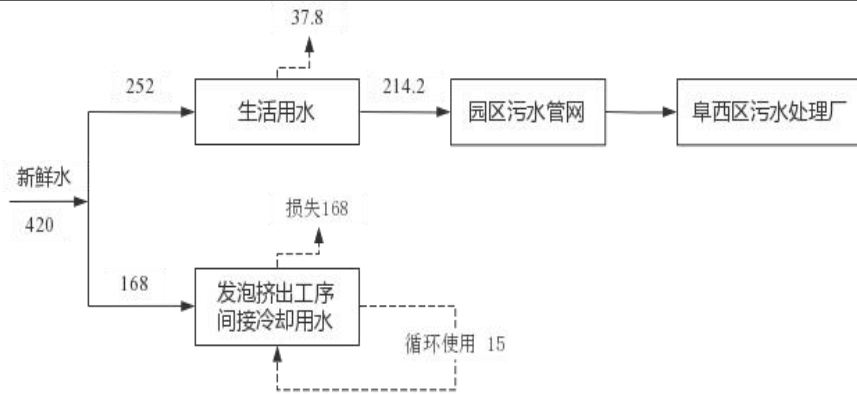 37.8
252
生活用水
214.2
园区污水管网
阜西区污水处理厂
新鲜水
420
损失168
168
发泡挤出工序
间接冷却用水
循环使用 15